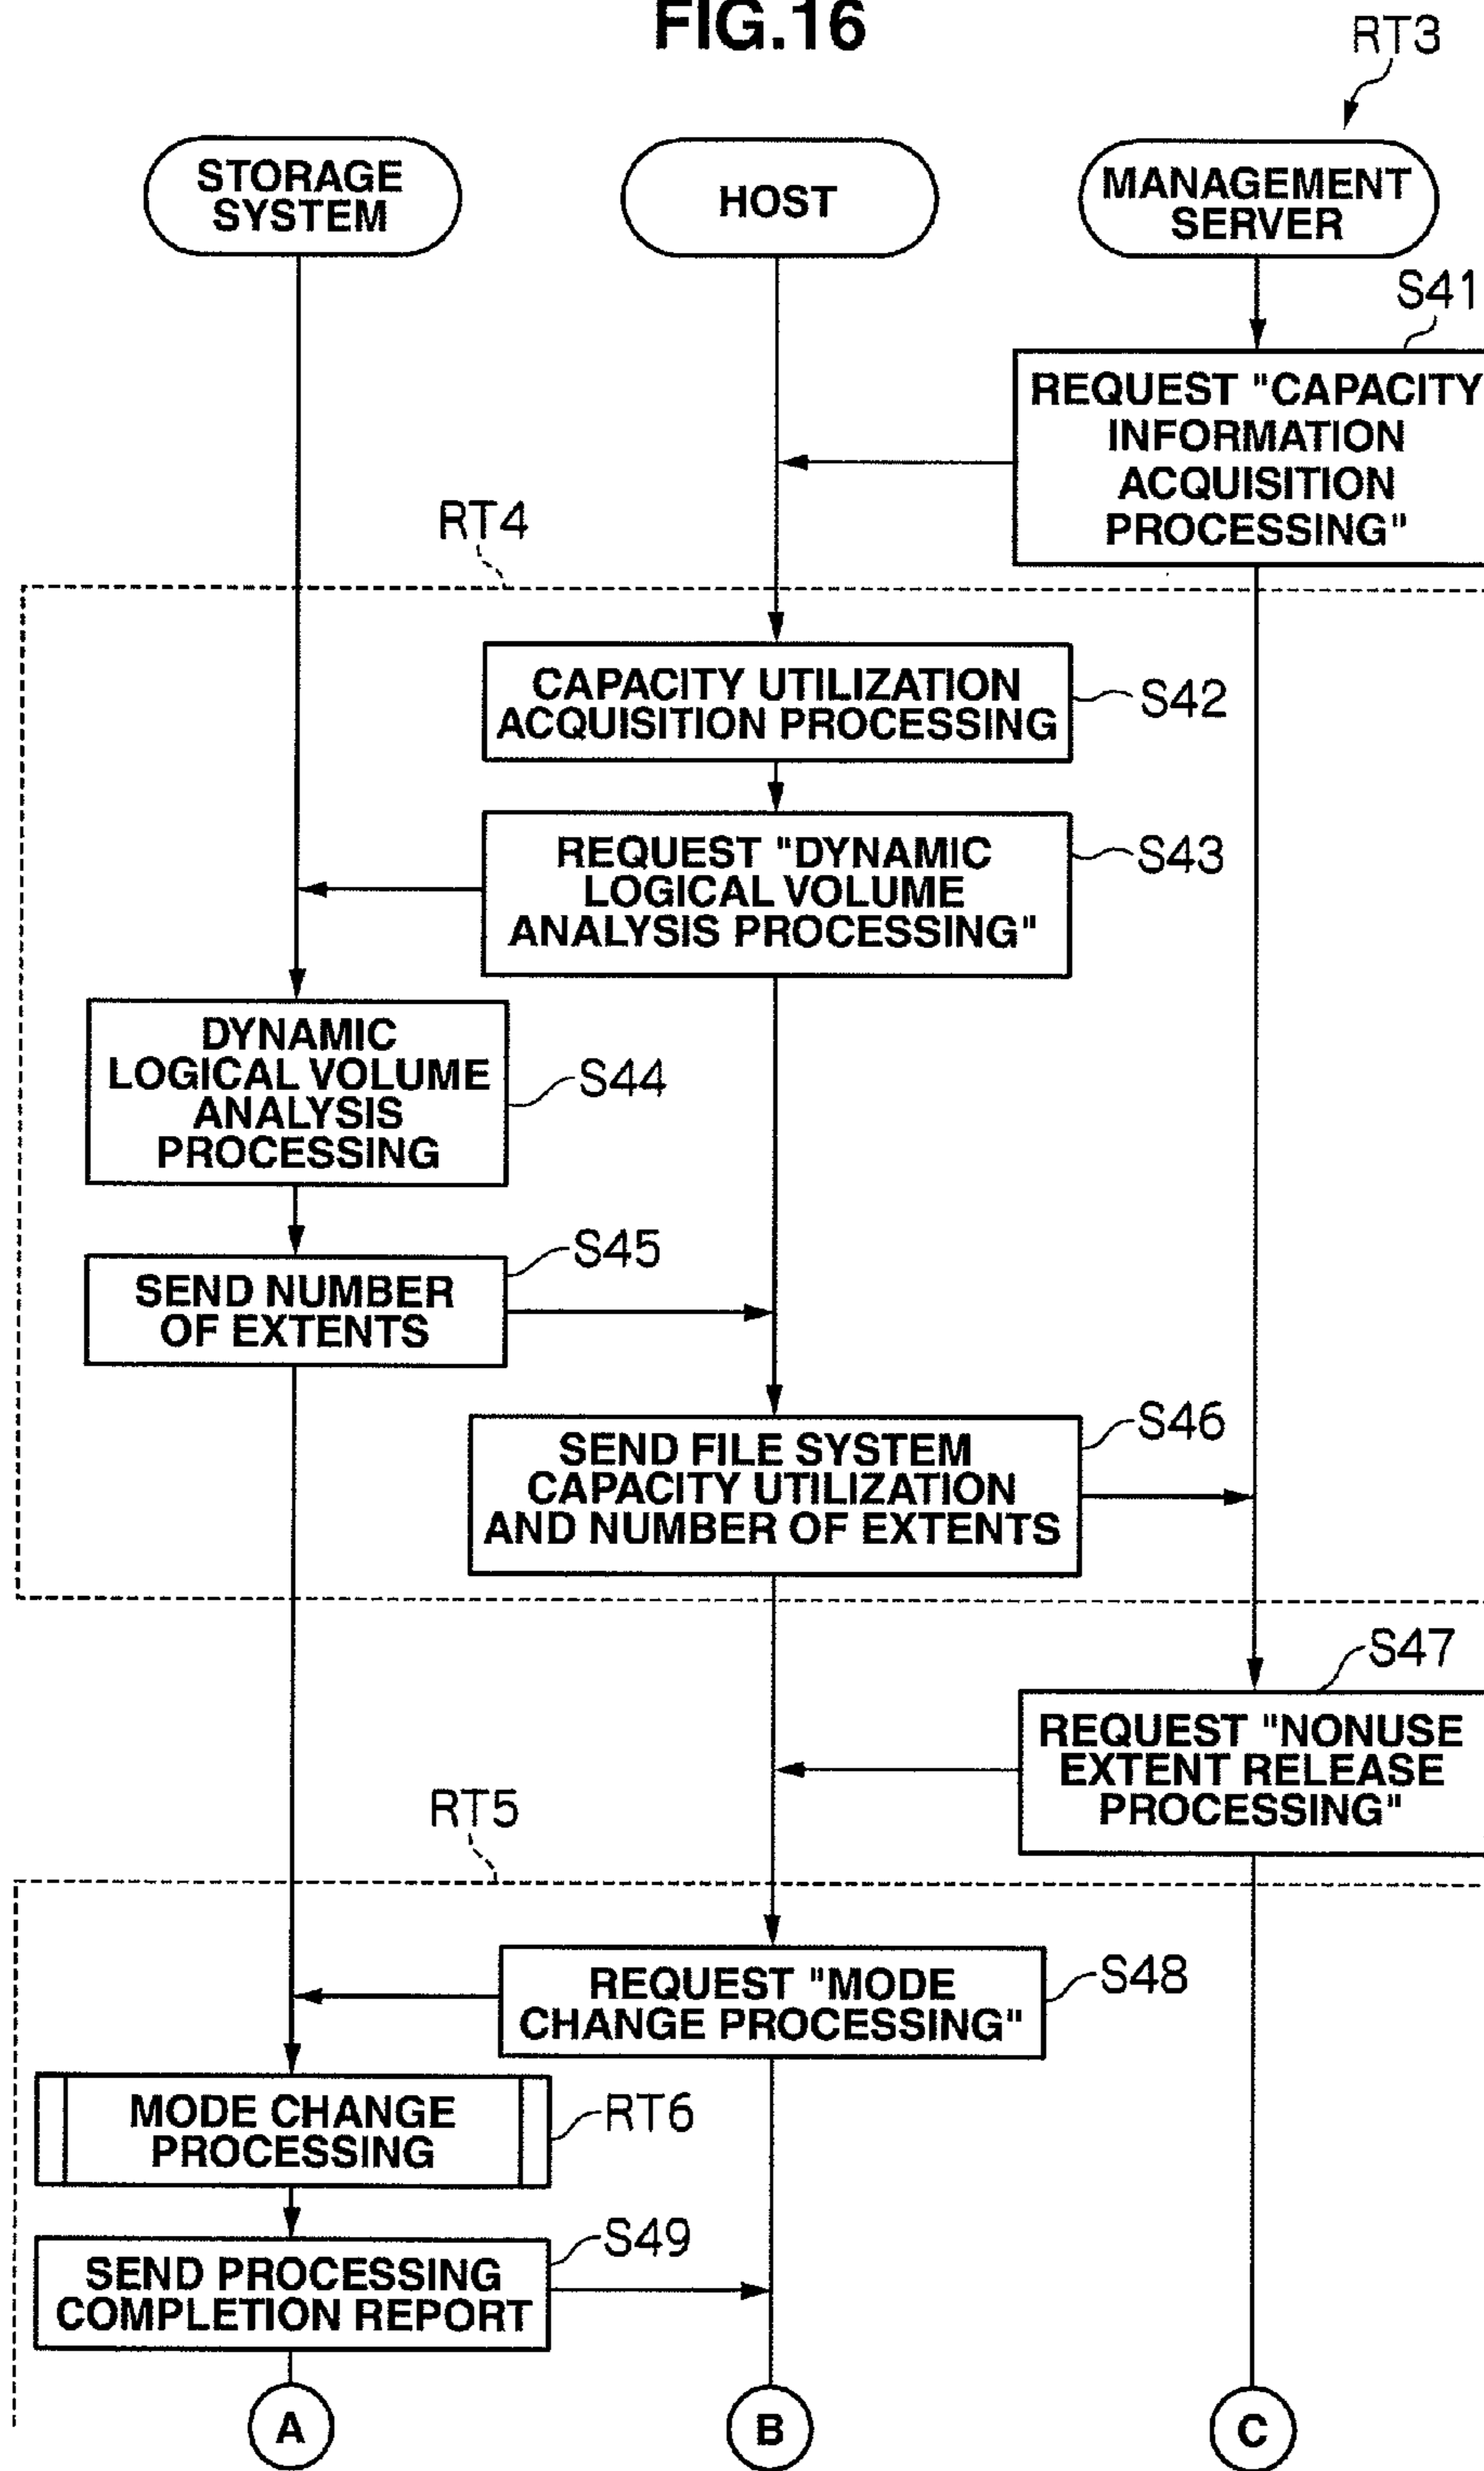 FIG.16
RT3
STORAGE
SYSTEM
HOST
MANAGEMENT
SERVER
S41
REQUEST "CAPACITY
INFORMATION
ACQUISITION
PROCESSING"
RT4
CAPACITY UTILIZATION
ACQUISITION PROCESSING
S42
REQUEST "DYNAMIC
LOGICAL VOLUME
ANALYSIS PROCESSING"
S43
DYNAMIC
LOGICAL VOLUME
ANALYSIS
PROCESSING
S44
SEND NUMBER
OF EXTENTS
S45
SEND FILE SYSTEM
CAPACITY UTILIZATION
AND NUMBER OF EXTENTS
S46
S47
REQUEST "NONUSE
EXTENT RELEASE
PROCESSING"
RT5
REQUEST "MODE
CHANGE PROCESSING"
S48
MODE CHANGE
PROCESSING
RT6
SEND PROCESSING
COMPLETION REPORT
S49
A
B
C